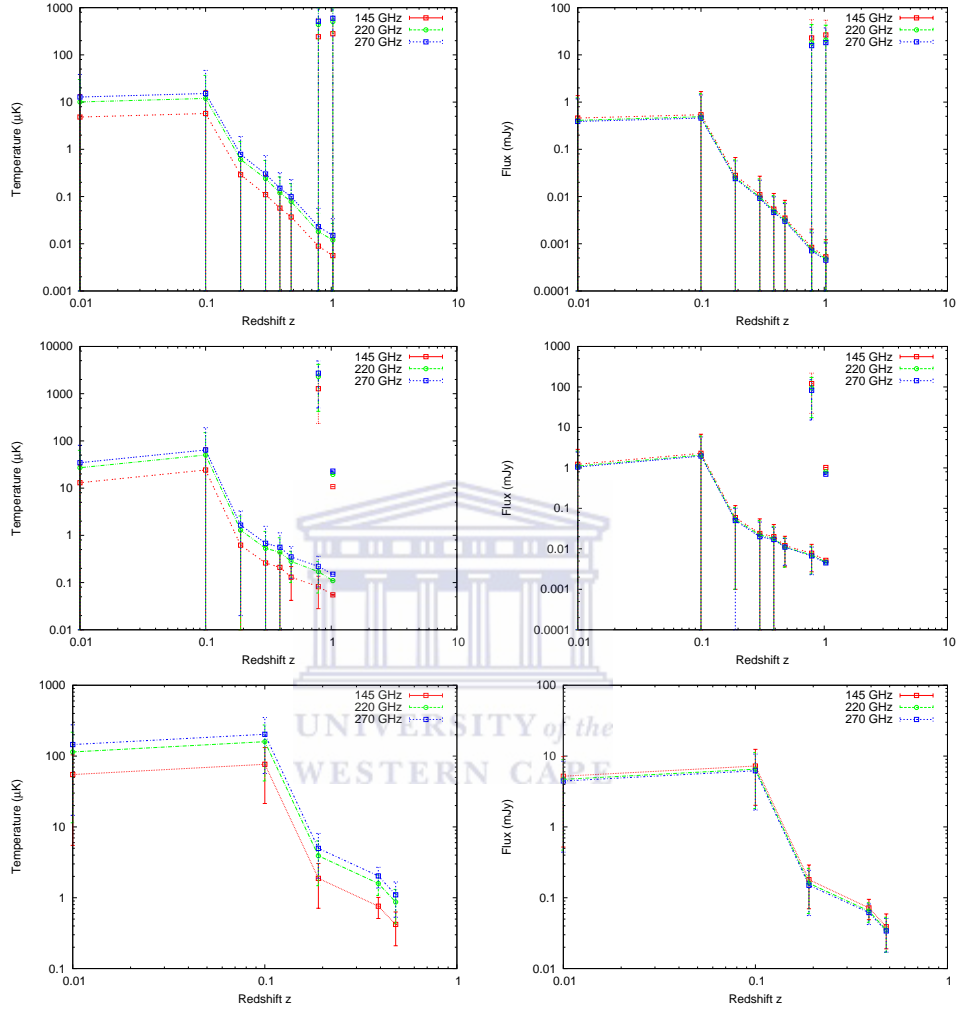 1000
100
10
1
0.1
0.01
0.001
Temperature (μK)
0.01
0.1
1
10
Redshift z
145 GHz
220 GHz
270 GHz
100
10
1
0.1
0.01
0.001
0.0001
Flux (mJy)
0.01
0.1
1
10
Redshift z
145 GHz
220 GHz
270 GHz
10000
1000
100
10
1
0.1
0.01
Temperature (μK)
0.01
0.1
1
10
Redshift z
145 GHz
220 GHz
270 GHz
1000
100
10
1
0.1
0.01
0.001
0.0001
Flux (mJy)
0.01
0.1
1
10
Redshift z
145 GHz
220 GHz
270 GHz
1000
100
10
1
0.1
Temperature (μK)
0.01
0.1
1
Redshift z
145 GHz
220 GHz
270 GHz
100
10
1
0.1
0.01
Flux (mJy)
0.01
0.1
1
Redshift z
145 GHz
220 GHz
270 GHz
UNIVERSITY of the
WESTERN CAPE